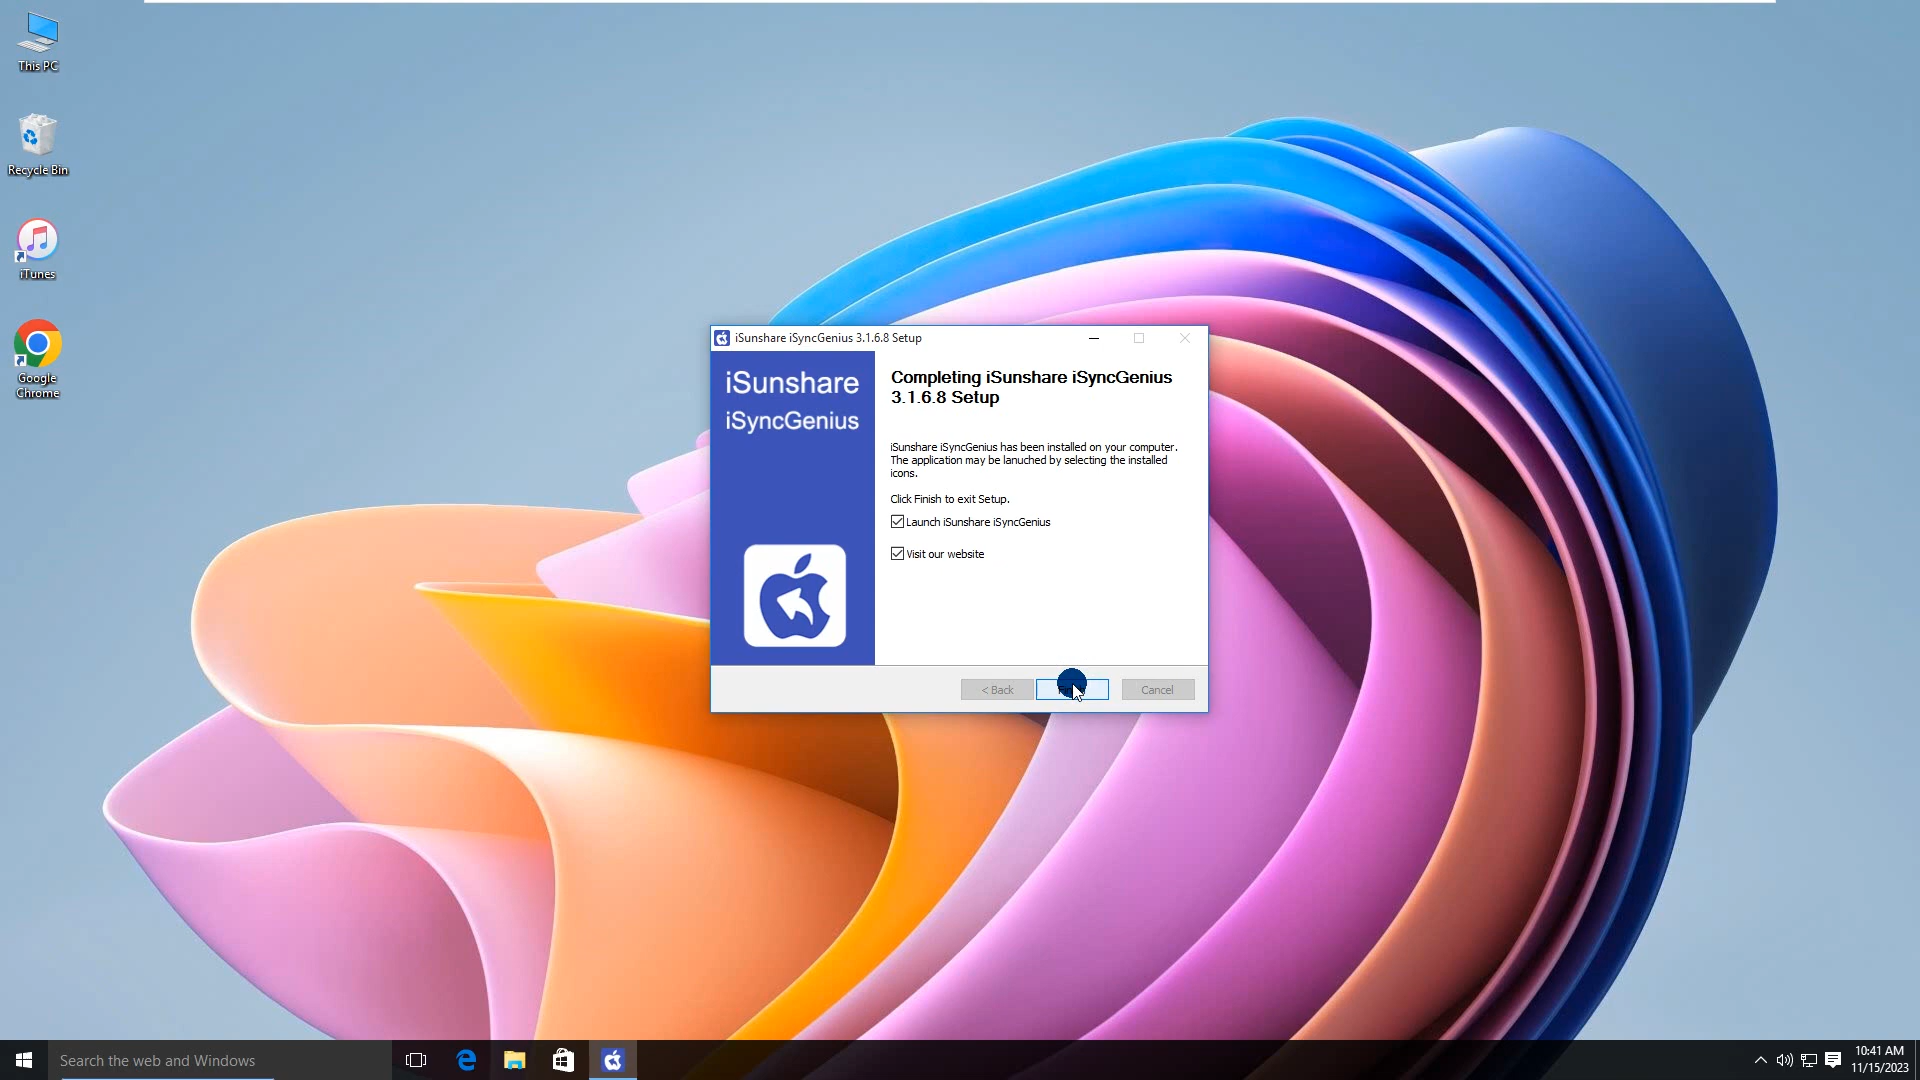 This PC
Recycle Bin
iTunes
Google
Chrome
iSunshare iSyncGenius 3.1.6.8 Setup
iSunshare
iSyncGenius
Completing iSunshare iSyncGenius
3.1.6.8 Setup
iSunshare iSyncGenius has been installed on your computer.
The application may be lanuched by selecting the installed
icons.
Click Finish to exit Setup.
Launch iSunshare iSyncGenius
Visit our website
< Back
Cancel
Search the web and Windows
10:41 AM
11/15/2023